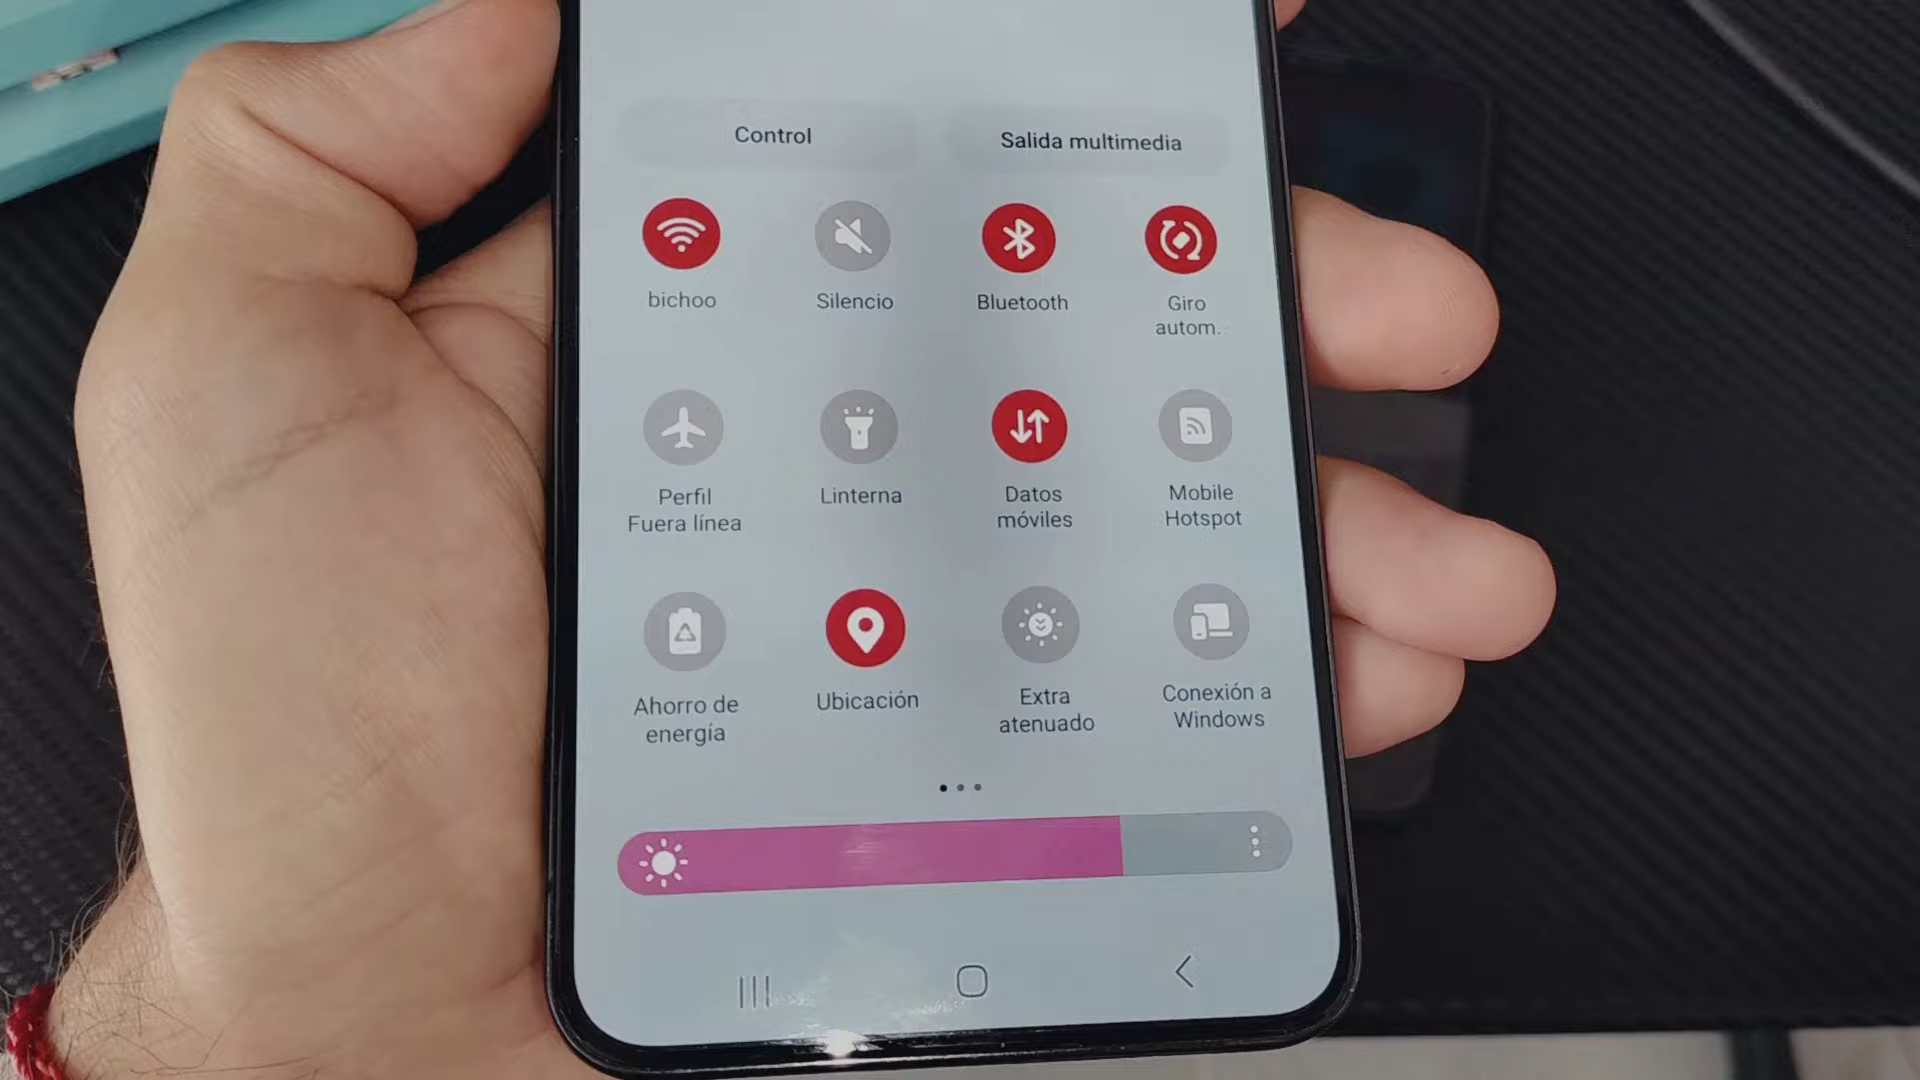 Control
Salida multimedia
bichoo
Silencio
Bluetooth
Giro
autom.
Perfil
Fuera línea
Linterna
Datos
móviles
Mobile
Hotspot
Ahorro de
energía
Ubicación
Extra
atenuado
Conexión a
Windows